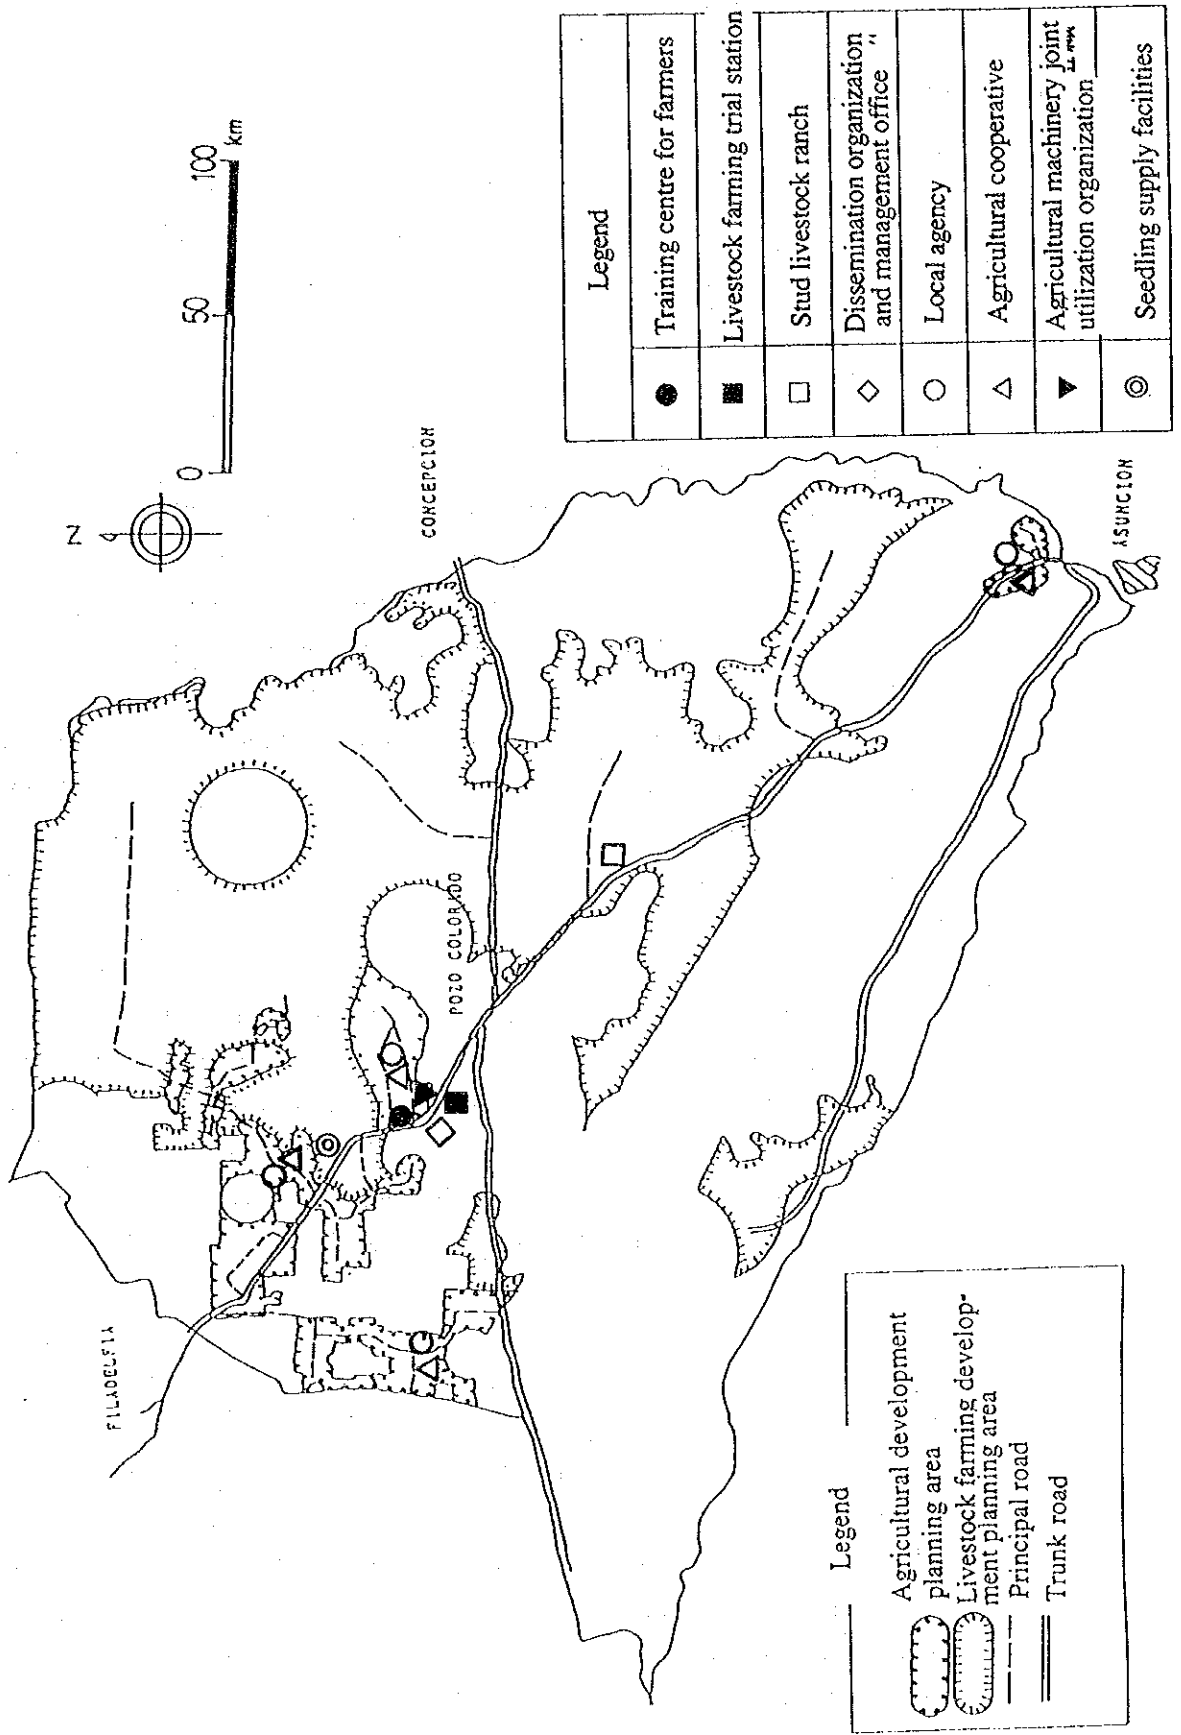 N
0 50 100
km
FILADELFIA
CONCEPCION
POZO COLORADO
ASUNCION
Legend
Agricultural development
planning area
Livestock farming develop-
ment planning area
Principal road
Trunk road
Legend
Training centre for farmers
Livestock farming trial station
Stud livestock ranch
Dissemination organization
and management office "
Local agency
Agricultural cooperative
Agricultural machinery joint
utilization organization
Seedling supply facilities